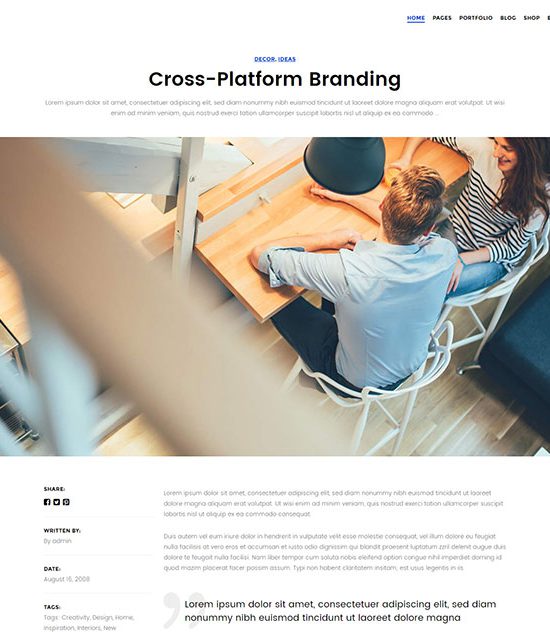 HOME PAGES PORTFOLIO BLOG SHOP
DECOR, IDEAS
Cross-Platform Branding
Lorem ipsum dolor sit amet, consectetuer adipiscing elit, sed diam nonummy nibh euismod tincidunt ut laoreet dolore magna aliquam erat volutpat. Ut wisi
enim ad minim veniam, quis nostrud exerci tation ullamcorper suscipit lobortis nisl ut aliquip ex ea commodo ...
SHARE:
WRITTEN BY:
By admin
DATE:
August 16, 2008
TAGS:
Tags: Creativity, Design, Home,
Inspiration, Interiors, New
Lorem ipsum dolor sit amet, consectetuer adipiscing elit, sed diam nonummy nibh euismod tincidunt ut laoreet
dolore magna aliquam erat volutpat. Ut wisi enim ad minim veniam, quis nostrud exerci tation ullamcorper suscipit
lobortis nisl ut aliquip ex ea commodo consequat.
Duis autem vel eum iriure dolor in hendrerit in vulputate velit esse molestie consequat, vel illum dolore eu feugiat
nulla facilisis at vero eros et accumsan et iusto odio dignissim qui blandit praesent luptatum zzril delenit augue duis
dolore te feugait nulla facilisi. Nam liber tempor cum soluta nobis eleifend option congue nihil imperdiet doming id
quod mazim placerat facer possim assum. Typi non habent claritatem insitam; est usus legentis in iis
Lorem ipsum dolor sit amet, consectetuer adipiscing elit, sed
diam nonummy nibh euismod tincidunt ut laoreet dolore magna